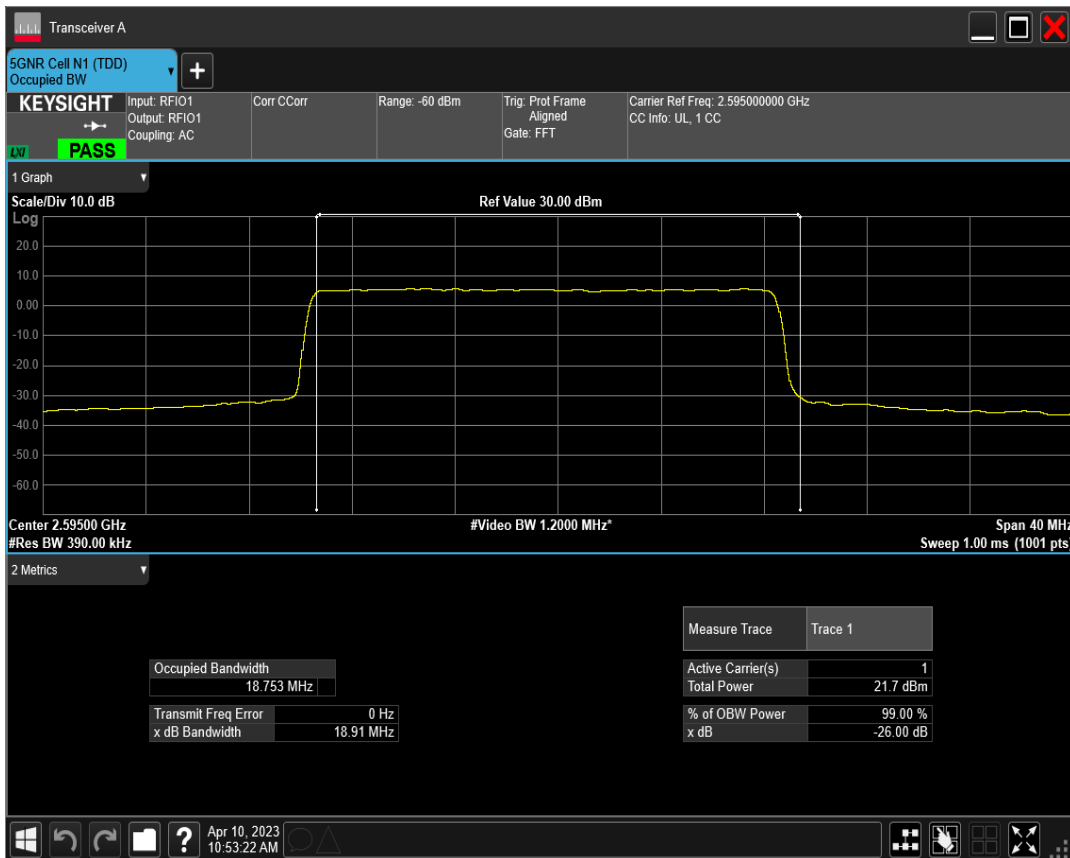 Transceiver A
5GNR Cell N1 (TDD)
Occupied BW
+
KEYSIGHT
LXI
PASS
Input: RFIO1
Output: RFIO1
Coupling: AC
Corr CCorr
Range: -60 dBm
Trig: Prot Frame
Aligned
Gate: FFT
Carrier Ref Freq: 2.595000000 GHz
CC Info: UL, 1 CC
1 Graph
Scale/Div 10.0 dB
Ref Value 30.00 dBm
Log
20.0
10.0
0.00
-10.0
-20.0
-30.0
-40.0
-50.0
-60.0
Center 2.59500 GHz
#Video BW 1.2000 MHz*
Span 40 MHz
#Res BW 390.00 kHz
Sweep 1.00 ms (1001 pts)
2 Metrics
Measure Trace Trace 1
Occupied Bandwidth
18.753 MHz
Active Carrier(s) 1
Total Power 21.7 dBm
Transmit Freq Error 0 Hz
x dB Bandwidth 18.91 MHz
% of OBW Power 99.00 %
x dB -26.00 dB
?
Apr 10, 2023
10:53:22 AM